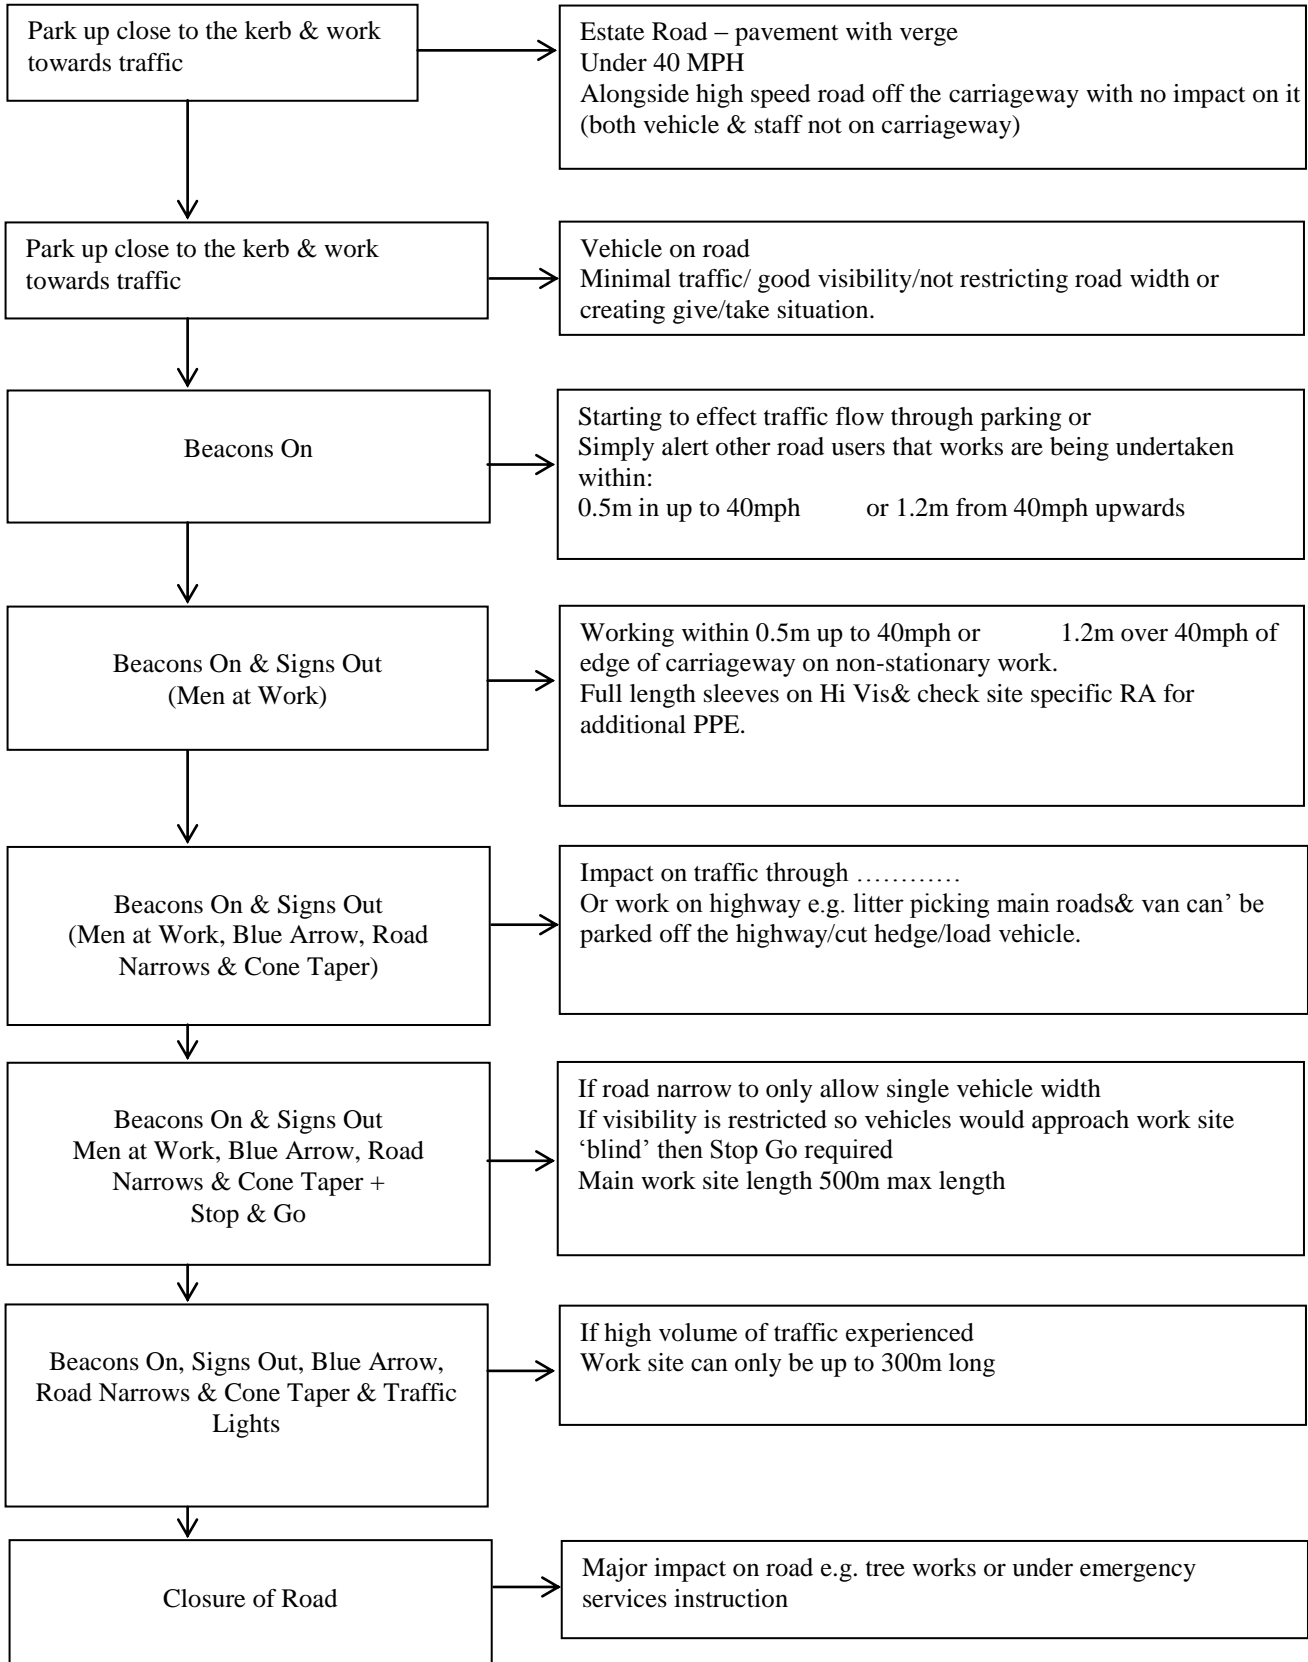 Park up close to the kerb & work
towards traffic
Estate Road – pavement with verge
Under 40 MPH
Alongside high speed road off the carriageway with no impact on it
(both vehicle & staff not on carriageway)
Park up close to the kerb & work
towards traffic
Vehicle on road
Minimal traffic/ good visibility/not restricting road width or
creating give/take situation.
Beacons On
Starting to effect traffic flow through parking or
Simply alert other road users that works are being undertaken
within:
0.5m in up to 40mph or 1.2m from 40mph upwards
Beacons On & Signs Out
(Men at Work)
Working within 0.5m up to 40mph or 1.2m over 40mph of
edge of carriageway on non-stationary work.
Full length sleeves on Hi Vis& check site specific RA for
additional PPE.
Beacons On & Signs Out
(Men at Work, Blue Arrow, Road
Narrows & Cone Taper)
Impact on traffic through …………
Or work on highway e.g. litter picking main roads& van can’ be
parked off the highway/cut hedge/load vehicle.
Beacons On & Signs Out
Men at Work, Blue Arrow, Road
Narrows & Cone Taper +
Stop & Go
If road narrow to only allow single vehicle width
If visibility is restricted so vehicles would approach work site
‘blind’ then Stop Go required
Main work site length 500m max length
Beacons On, Signs Out, Blue Arrow,
Road Narrows & Cone Taper & Traffic
Lights
If high volume of traffic experienced
Work site can only be up to 300m long
Closure of Road
Major impact on road e.g. tree works or under emergency
services instruction